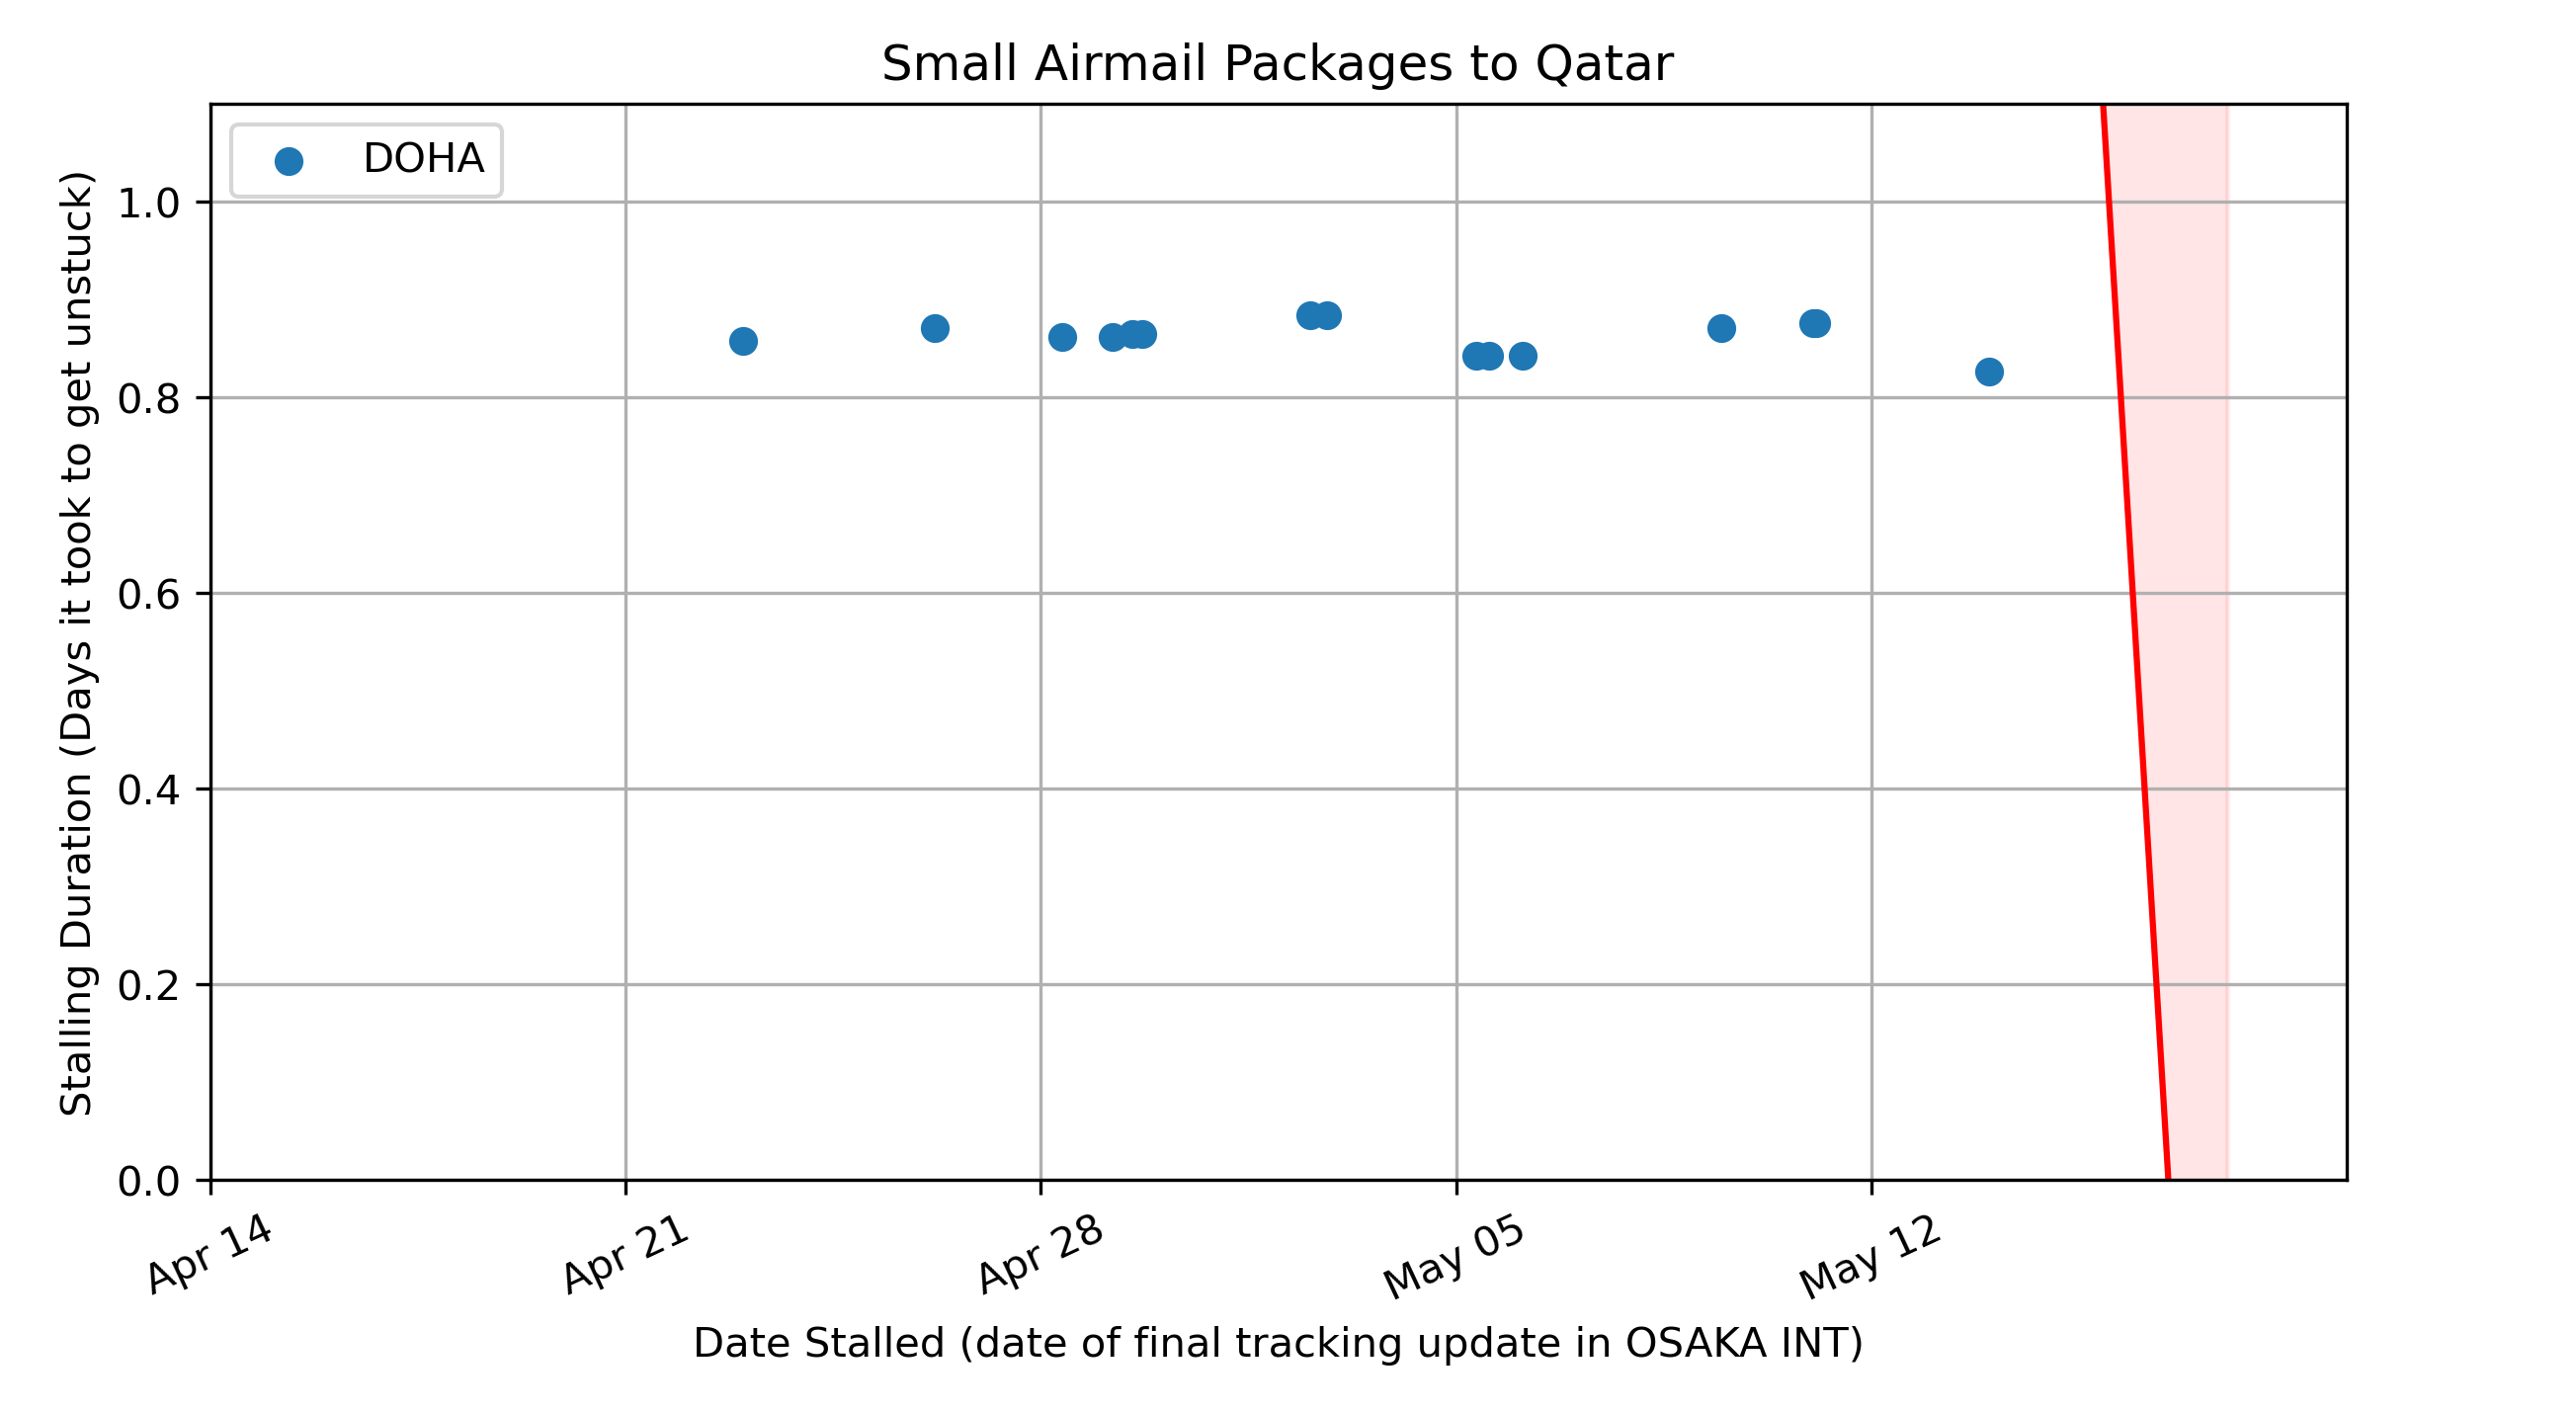 Small Airmail Packages to Qatar
DOHA
Stalling Duration (Days it took to get unstuck)
1.0
0.8
0.6
0.4
0.2
0.0
Apr 14
Apr 21
Apr 28
May 05
May 12
Date Stalled (date of final tracking update in OSAKA INT)